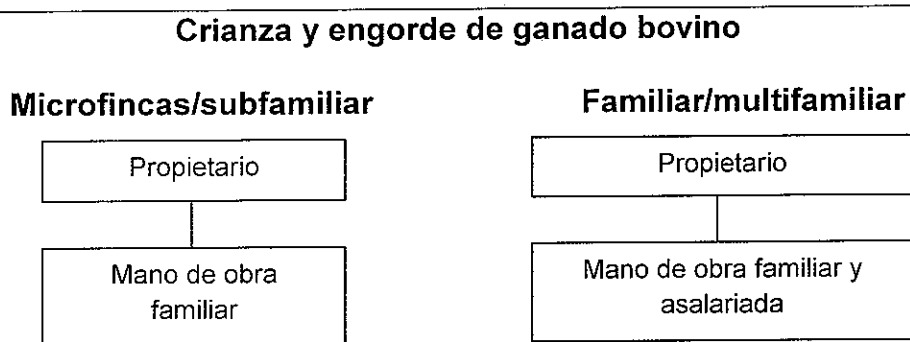 Crianza y engorde de ganado bovino
Microfincas/subfamiliar
Propietario
Mano de obra
familiar
Familiar/multifamiliar
Propietario
Mano de obra familiar y
asalariada